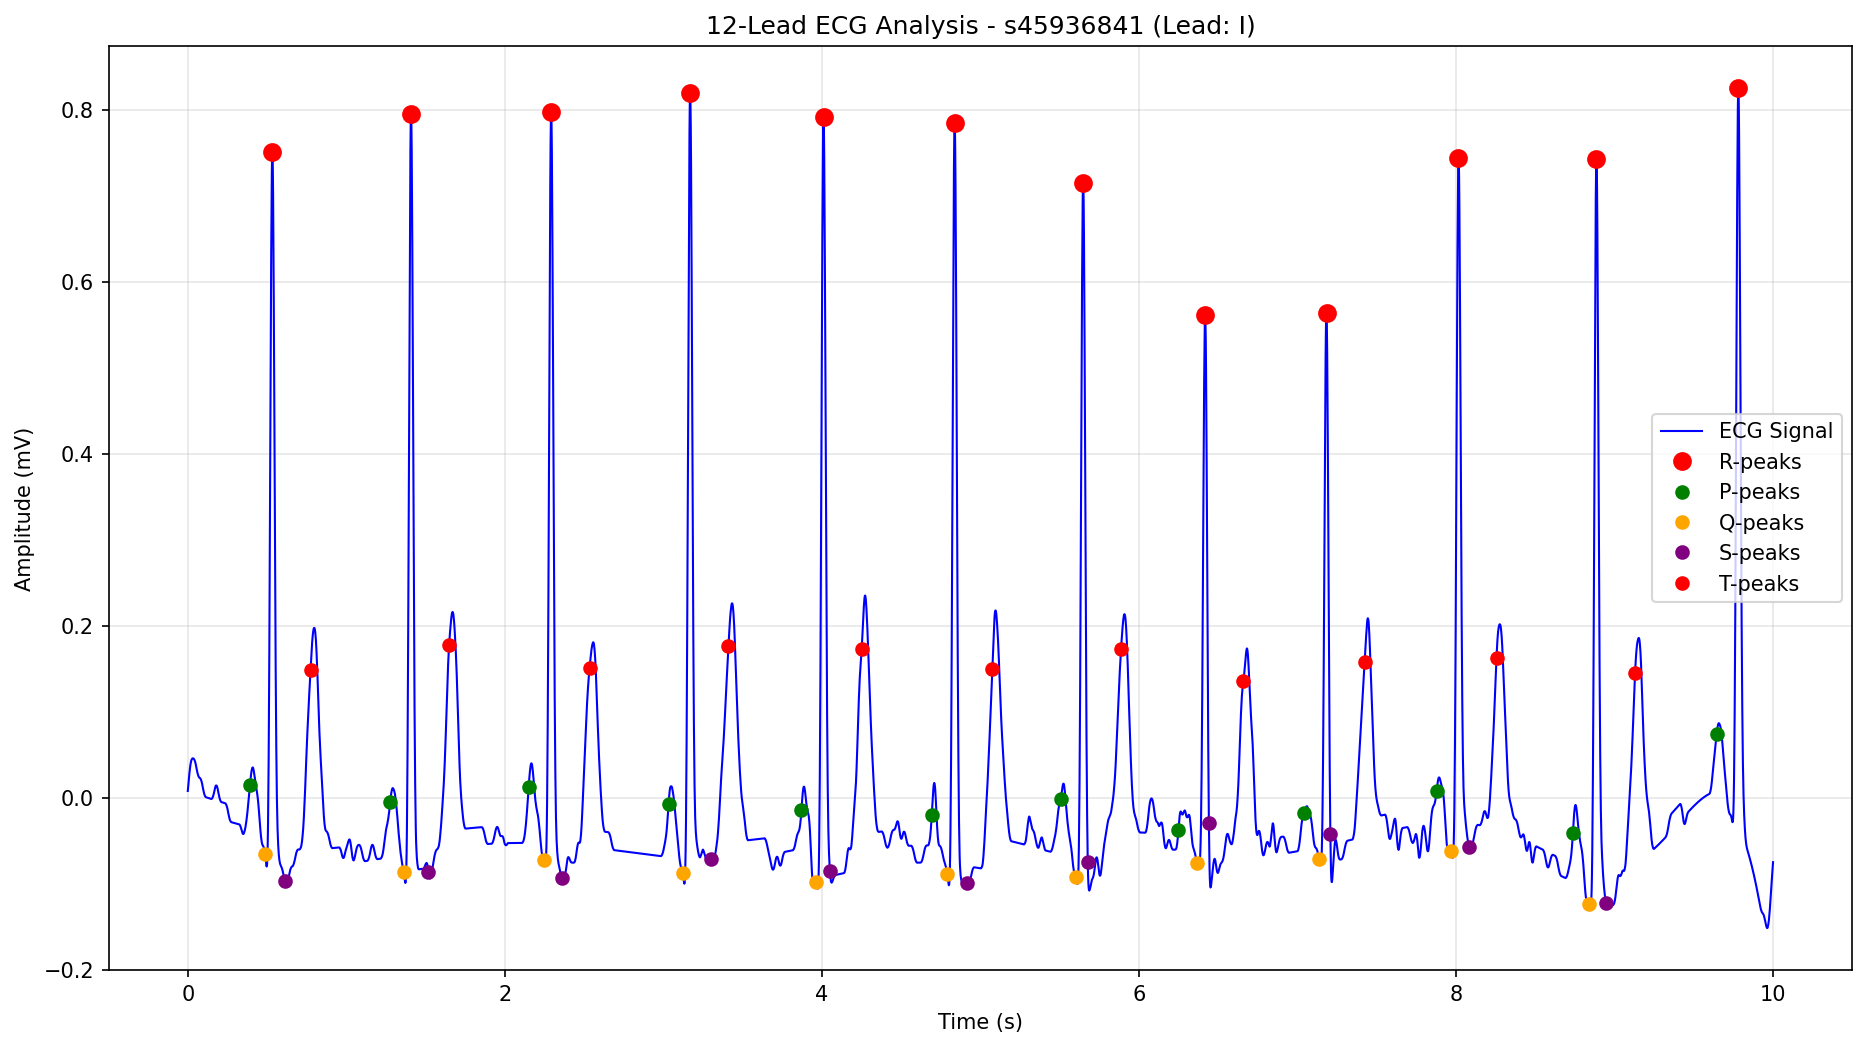 12-Lead ECG Analysis - s45936841 (Lead: I)
0.8
0.6
0.4
0.2
0.0
−0.2
Amplitude (mV)
ECG Signal
R-peaks
P-peaks
Q-peaks
S-peaks
T-peaks
0 2 4 6 8 10
Time (s)